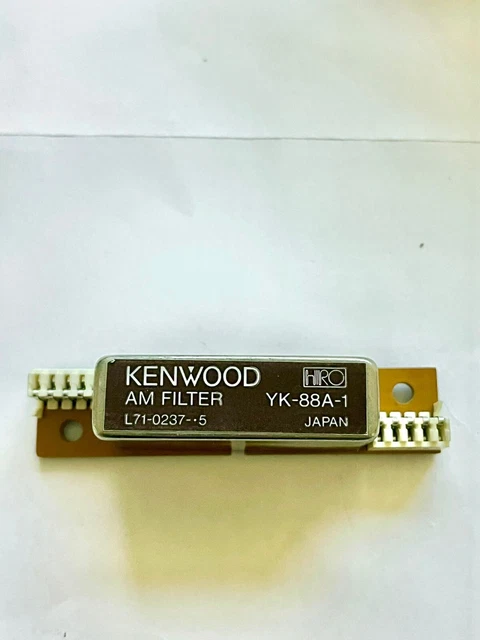 KENWOOD HIRO
AM FILTER YK-88A-1
L71-0237-·5 JAPAN